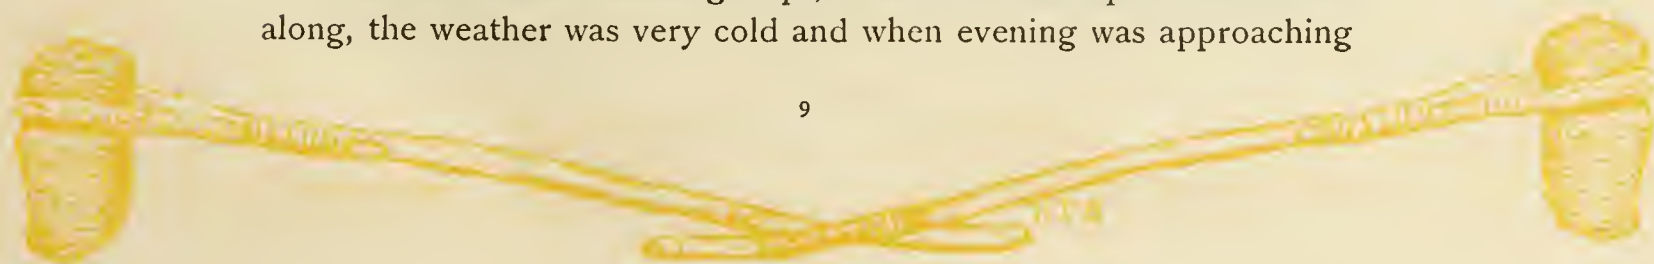 along, the weather was very cold and when evening was approaching
9